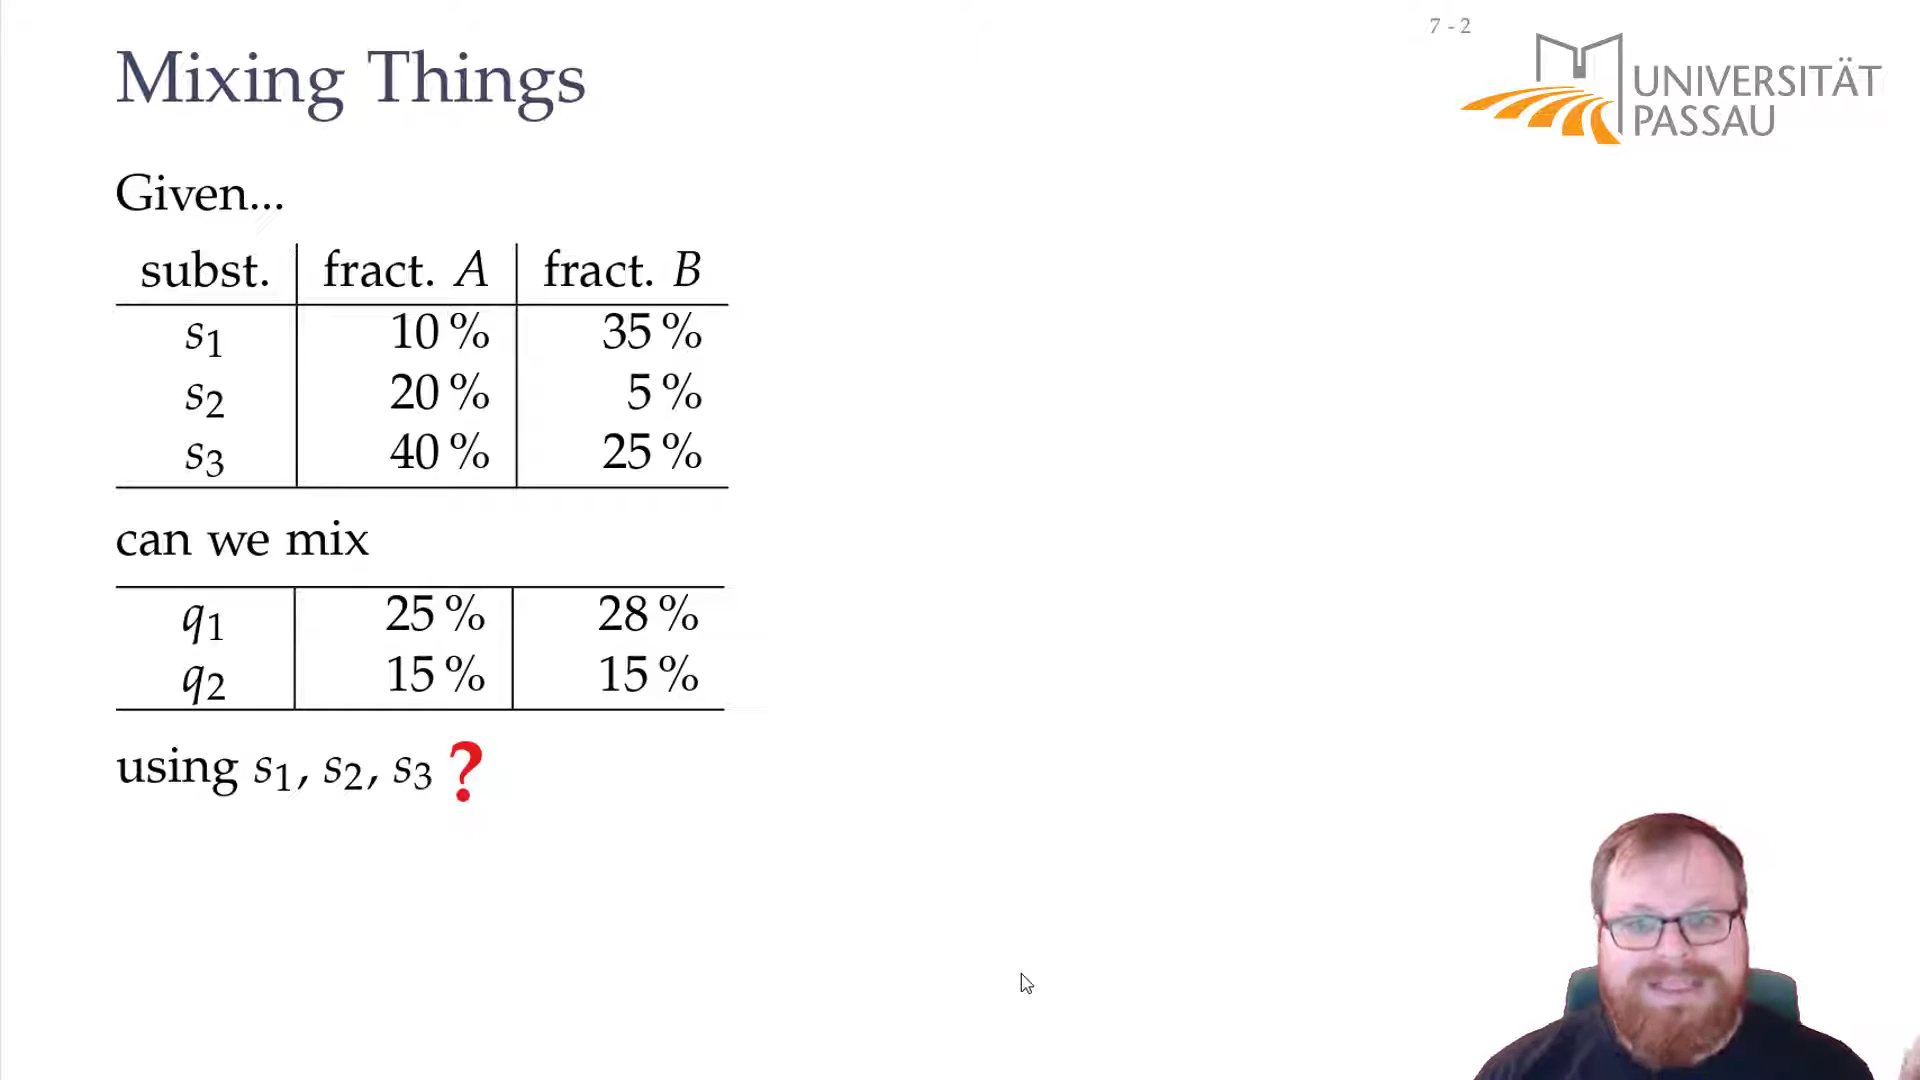 7 - 2
Mixing Things
UNIVERSITÄT
PASSAU
Given...
subst. fract. A fract. B
s1 10 % 35 %
s2 20 % 5 %
s3 40 % 25 %
can we mix
q1 25 % 28 %
q2 15 % 15 %
using s1, s2, s3 ?